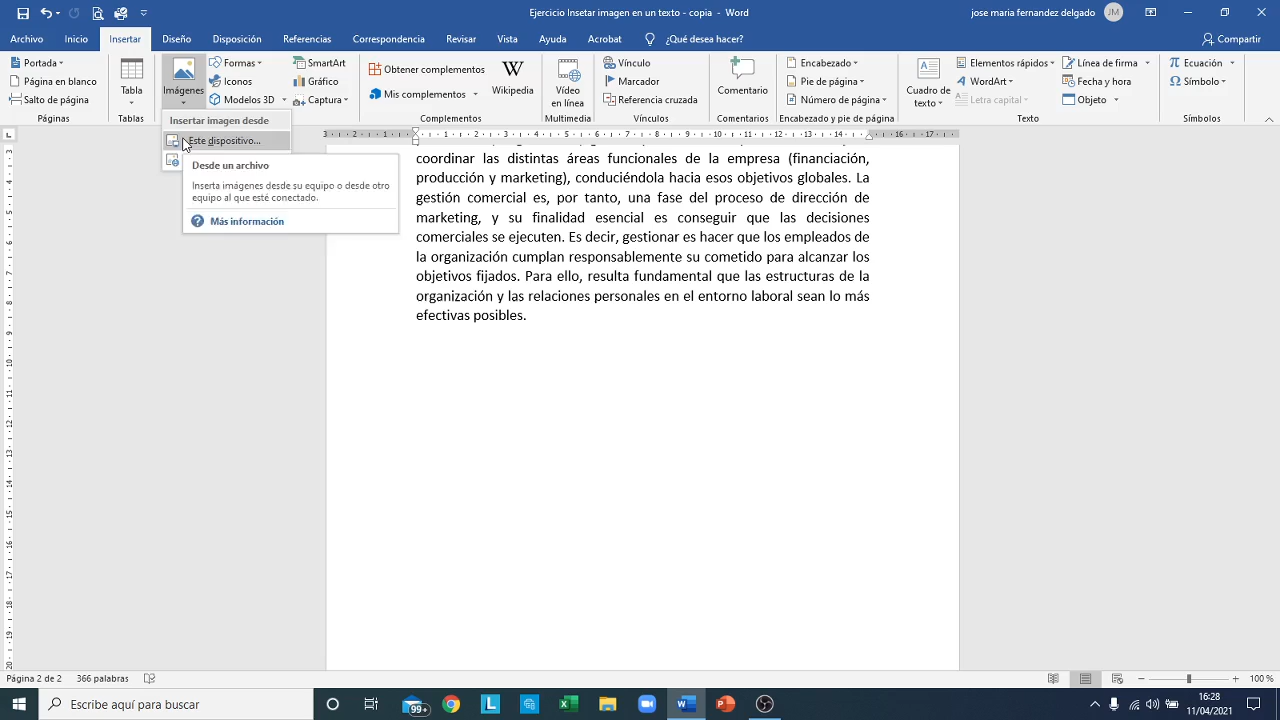 Ejercicio Insetar imagen en un texto - copia - Word
jose maria fernandez delgado
JM
Archivo Inicio Insertar Diseño Disposición Referencias Correspondencia Revisar Vista Ayuda Acrobat ¿Qué desea hacer? Compartir
Portada
Página en blanco
Salto de página
Páginas
Tabla
Tablas
Imágenes
Formas
Iconos
Modelos 3D
SmartArt
Gráfico
Captura
Obtener complementos
Mis complementos
W
Wikipedia
Complementos
Vídeo
en línea
Multimedia
Vínculo
Marcador
Referencia cruzada
Comentario
Comentarios
Encabezado
Pie de página
Número de página
Encabezado y pie de página
Cuadro de
texto
Elementos rápidos
WordArt
Letra capital
Línea de firma
Fecha y hora
Objeto
Texto
Ecuación
Símbolo
Símbolos
Insertar imagen desde
Este dispositivo...
Desde un archivo
Inserta imágenes desde su equipo o desde otro
equipo al que esté conectado.
Más información
coordinar las distintas áreas funcionales de la empresa (financiación,
producción y marketing), conduciéndola hacia esos objetivos globales. La
gestión comercial es, por tanto, una fase del proceso de dirección de
marketing, y su finalidad esencial es conseguir que las decisiones
comerciales se ejecuten. Es decir, gestionar es hacer que los empleados de
la organización cumplan responsablemente su cometido para alcanzar los
objetivos fijados. Para ello, resulta fundamental que las estructuras de la
organización y las relaciones personales en el entorno laboral sean lo más
efectivas posibles.
Página 2 de 2 366 palabras
100 %
Escribe aquí para buscar
99+
16:28
11/04/2021